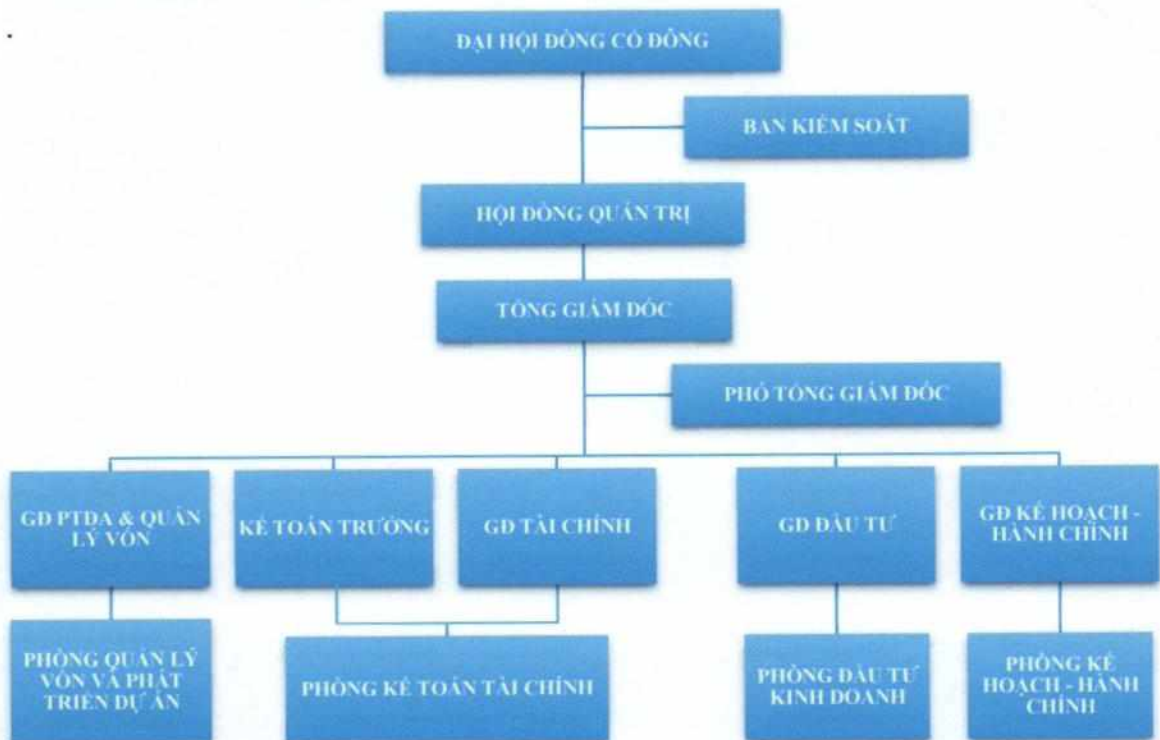 ĐẠI HỘI ĐỒNG CỔ ĐÔNG
BAN KIỂM SOÁT
HỘI ĐỒNG QUẢN TRỊ
TỔNG GIÁM ĐỐC
PHÓ TỔNG GIÁM ĐỐC
GĐ PTDA & QUẢN
LÝ VỐN
KẾ TOÁN TRƯỞNG
GĐ TÀI CHÍNH
GĐ ĐẦU TƯ
GĐ KẾ HOẠCH -
HÀNH CHÍNH
PHÒNG QUẢN LÝ
VỐN VÀ PHÁT
TRIỂN DỰ ÁN
PHÒNG KẾ TOÁN TÀI CHÍNH
PHÒNG ĐẦU TƯ
KINH DOANH
PHÒNG KẾ
HOẠCH - HÀNH
CHÍNH